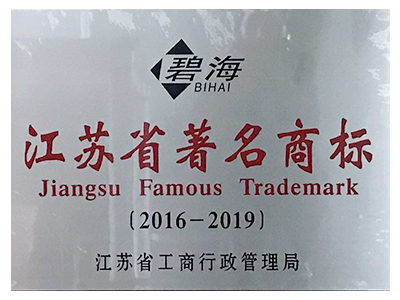 碧海
BIHAI
江苏省著名商标
Jiangsu Famous Trademark
(2016-2019)
江苏省工商行政管理局